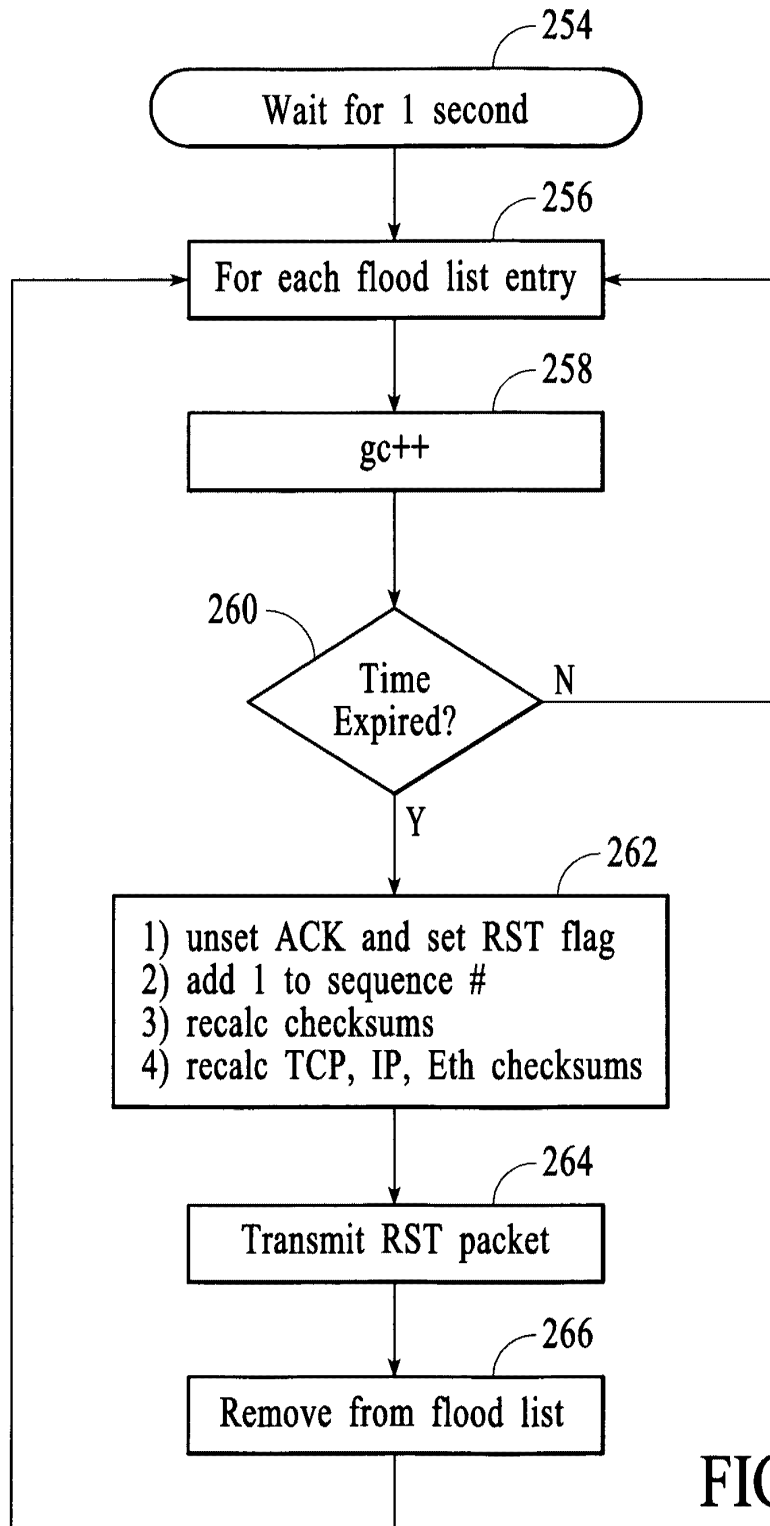 254
Wait for 1 second
256
For each flood list entry
258
gc++
260
Time
Expired?
N
Y
262
1) unset ACK and set RST flag
2) add 1 to sequence #
3) recalc checksums
4) recalc TCP, IP, Eth checksums
264
Transmit RST packet
266
Remove from flood list